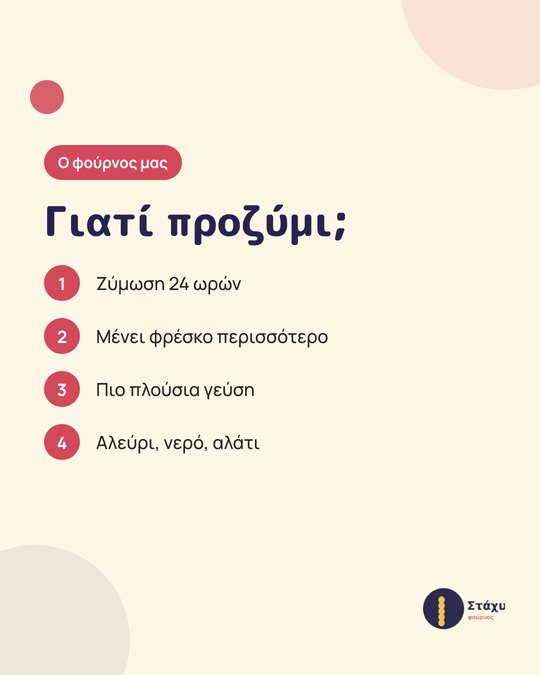 Ο φούρνος μας
Γιατί προζύμι;
1 Ζύμωση 24 ωρών
2 Μένει φρέσκο περισσότερο
3 Πιο πλούσια γεύση
4 Αλεύρι, νερό, αλάτι
Στάχυ
φούρνος